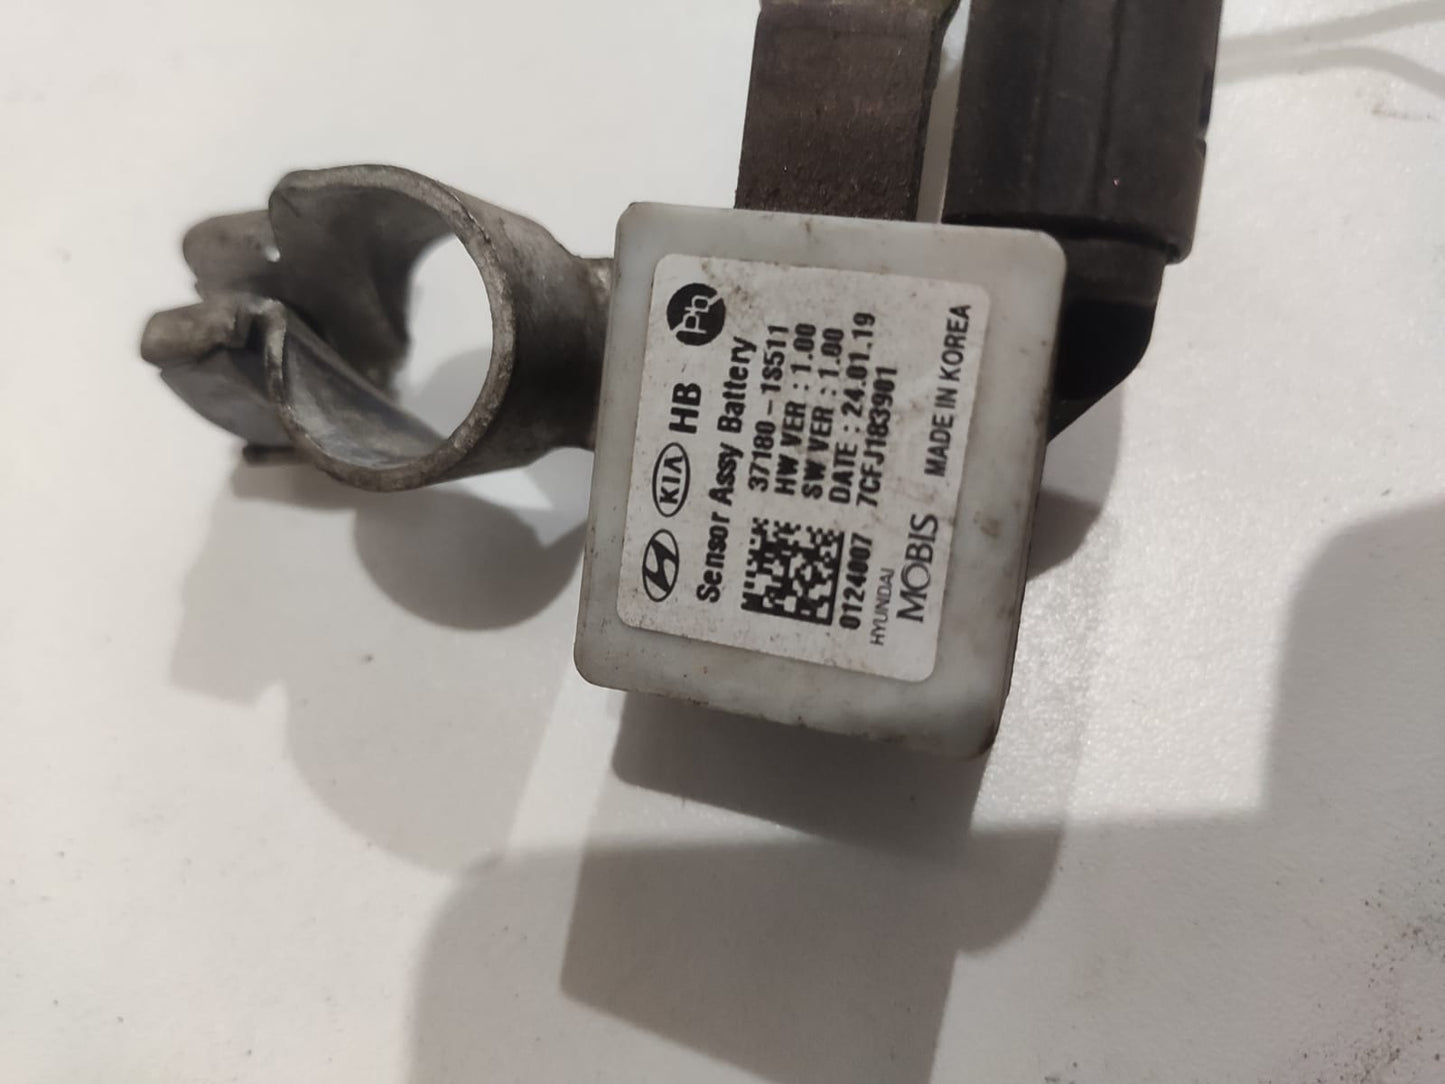 KIA HB Pb
Sensor Assy Battery
37180-1S511
HW VER : 1.00
SW VER : 1.00
DATE : 24.01.19
0124007 7CFJ183901
HYUNDAI
MOBIS MADE IN KOREA